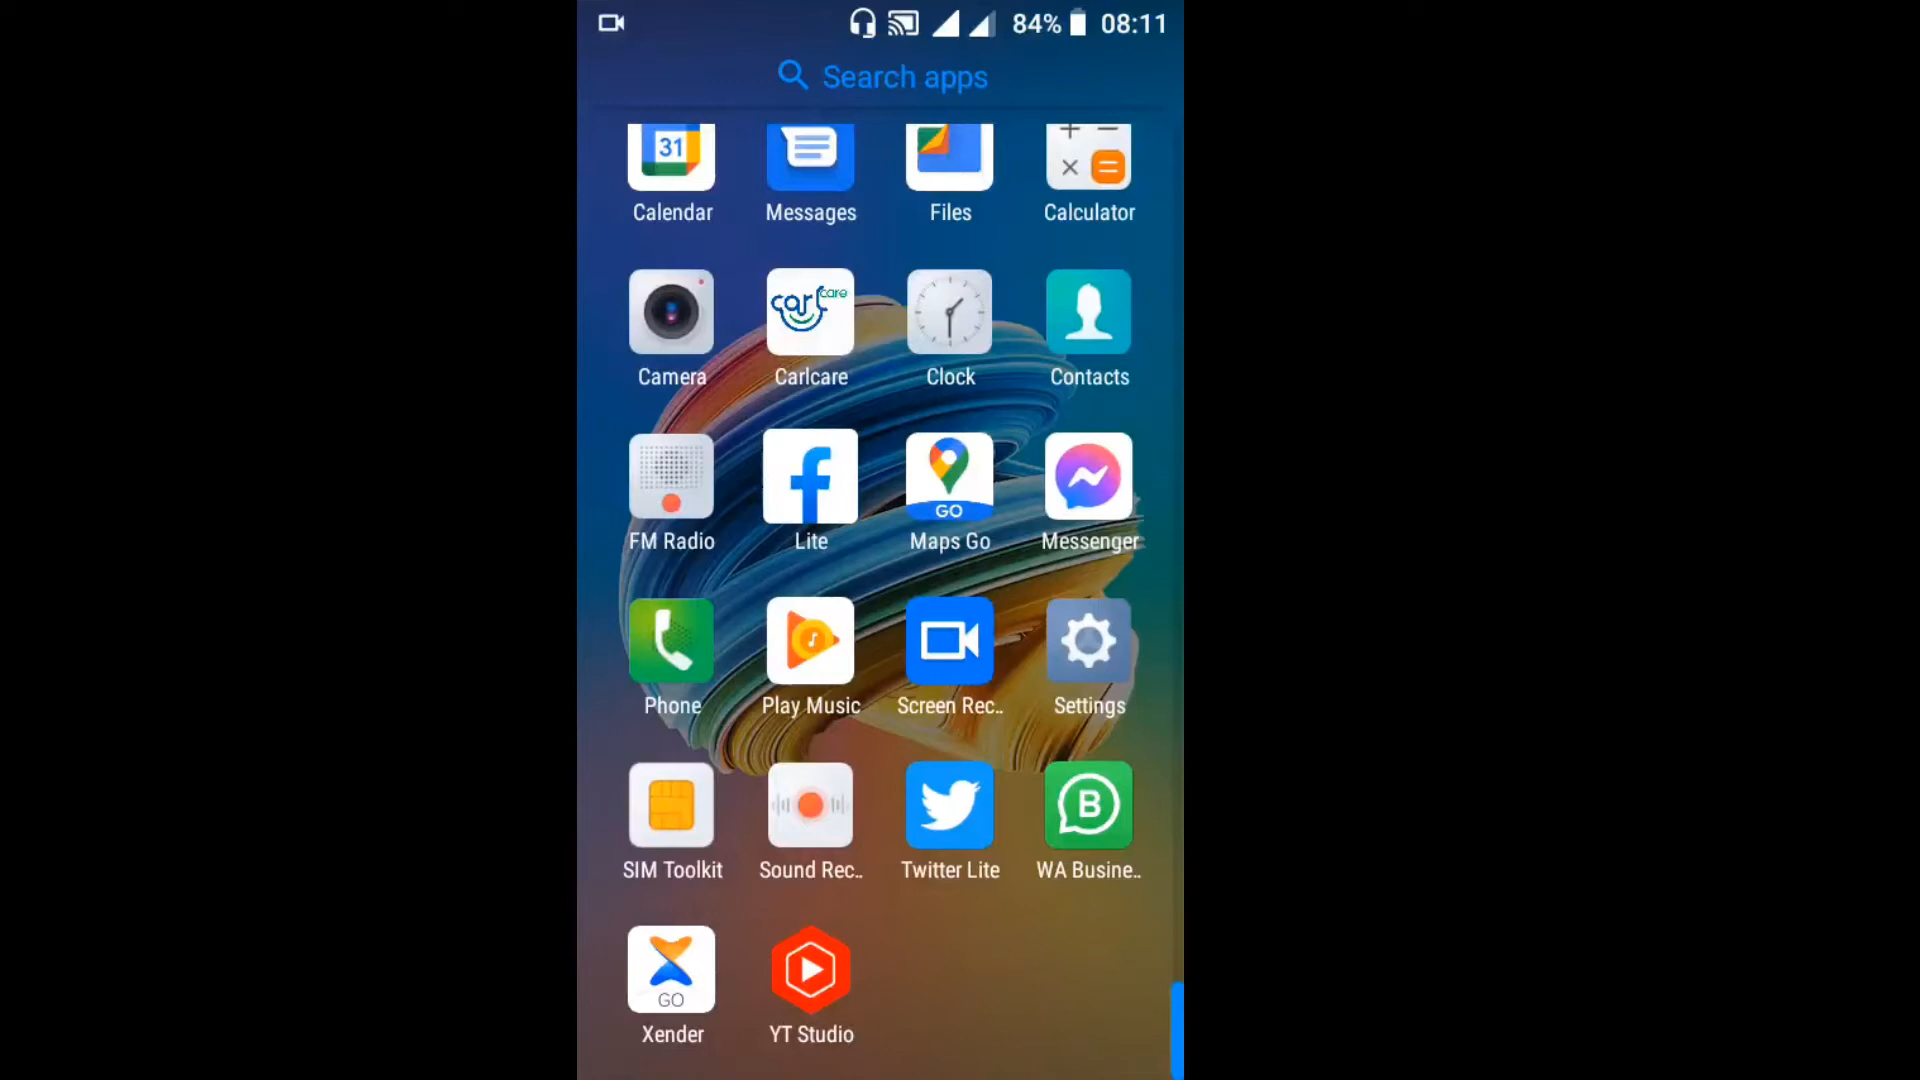 84% 08:11
Search apps
31
Calendar Messages Files Calculator
carlcare
Camera Carlcare Clock Contacts
GO
FM Radio Lite Maps Go Messenger
Phone Play Music Screen Rec.. Settings
B
SIM Toolkit Sound Rec.. Twitter Lite WA Busine..
GO
Xender YT Studio